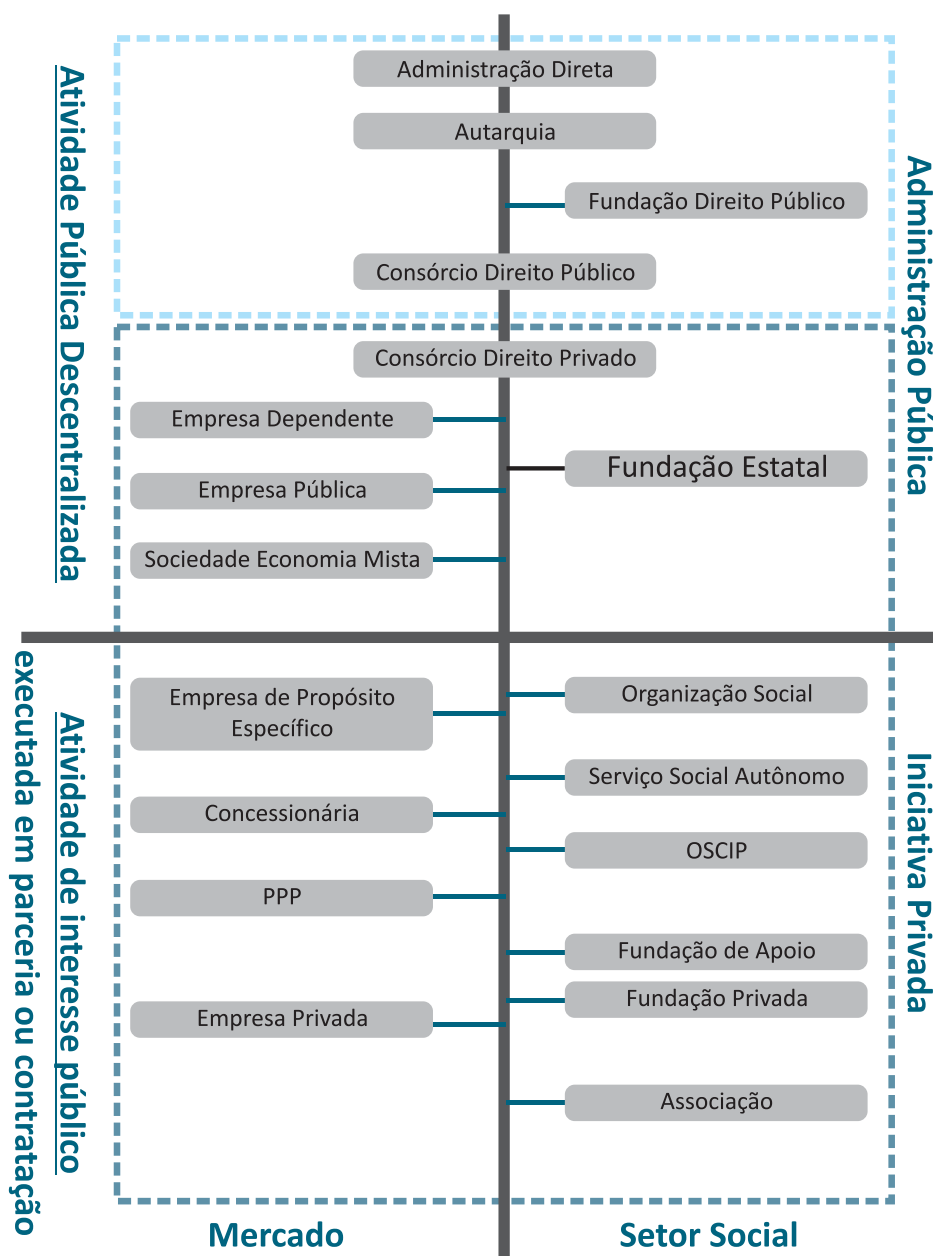 Administração Direta
Autarquia
Fundação Direito Público
Consórcio Direito Público
Consórcio Direito Privado
Empresa Dependente
Fundação Estatal
Empresa Pública
Sociedade Economia Mista
Atividade Pública Descentralizada
Administração Pública
Empresa de Propósito
Específico
Organização Social
Serviço Social Autônomo
Concessionária
OSCIP
PPP
Fundação de Apoio
Fundação Privada
Empresa Privada
Associação
Atividade de interesse público
executada em parceria ou contratação
Iniciativa Privada
Mercado
Setor Social